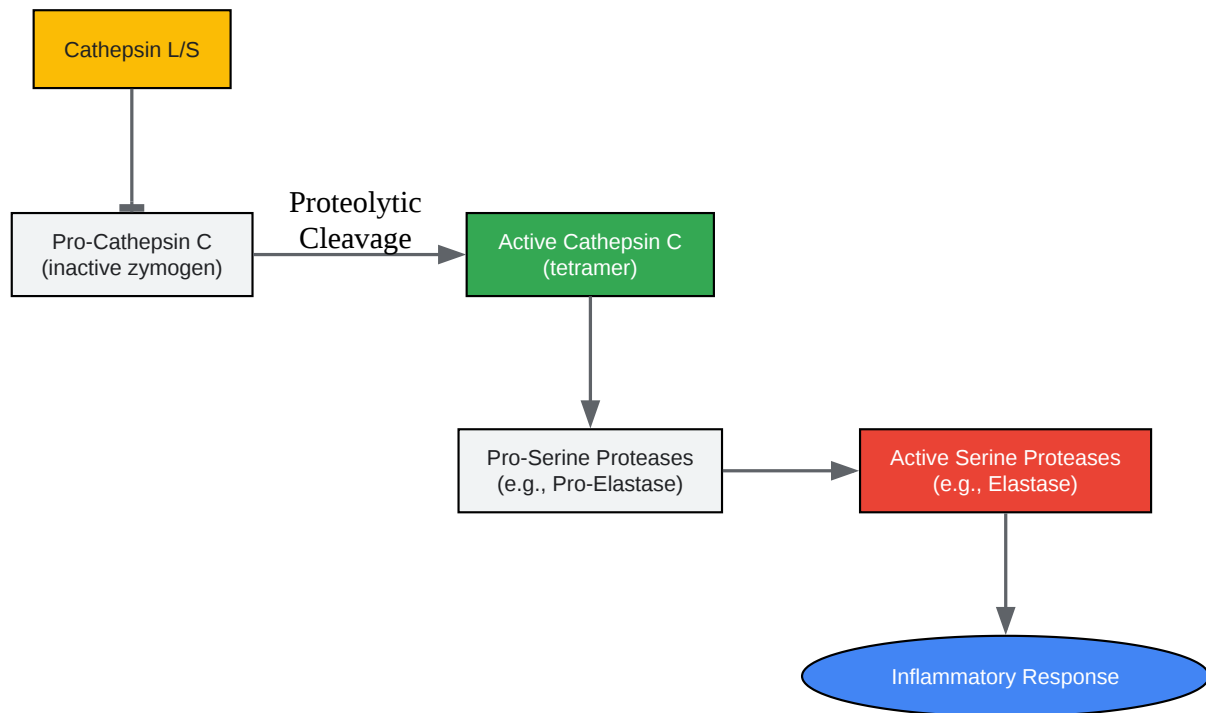 Cathepsin L/S
Proteolytic
Cleavage
Pro-Cathepsin C
(inactive zymogen)
Active Cathepsin C
(tetramer)
Pro-Serine Proteases
(e.g., Pro-Elastase)
Active Serine Proteases
(e.g., Elastase)
Inflammatory Response